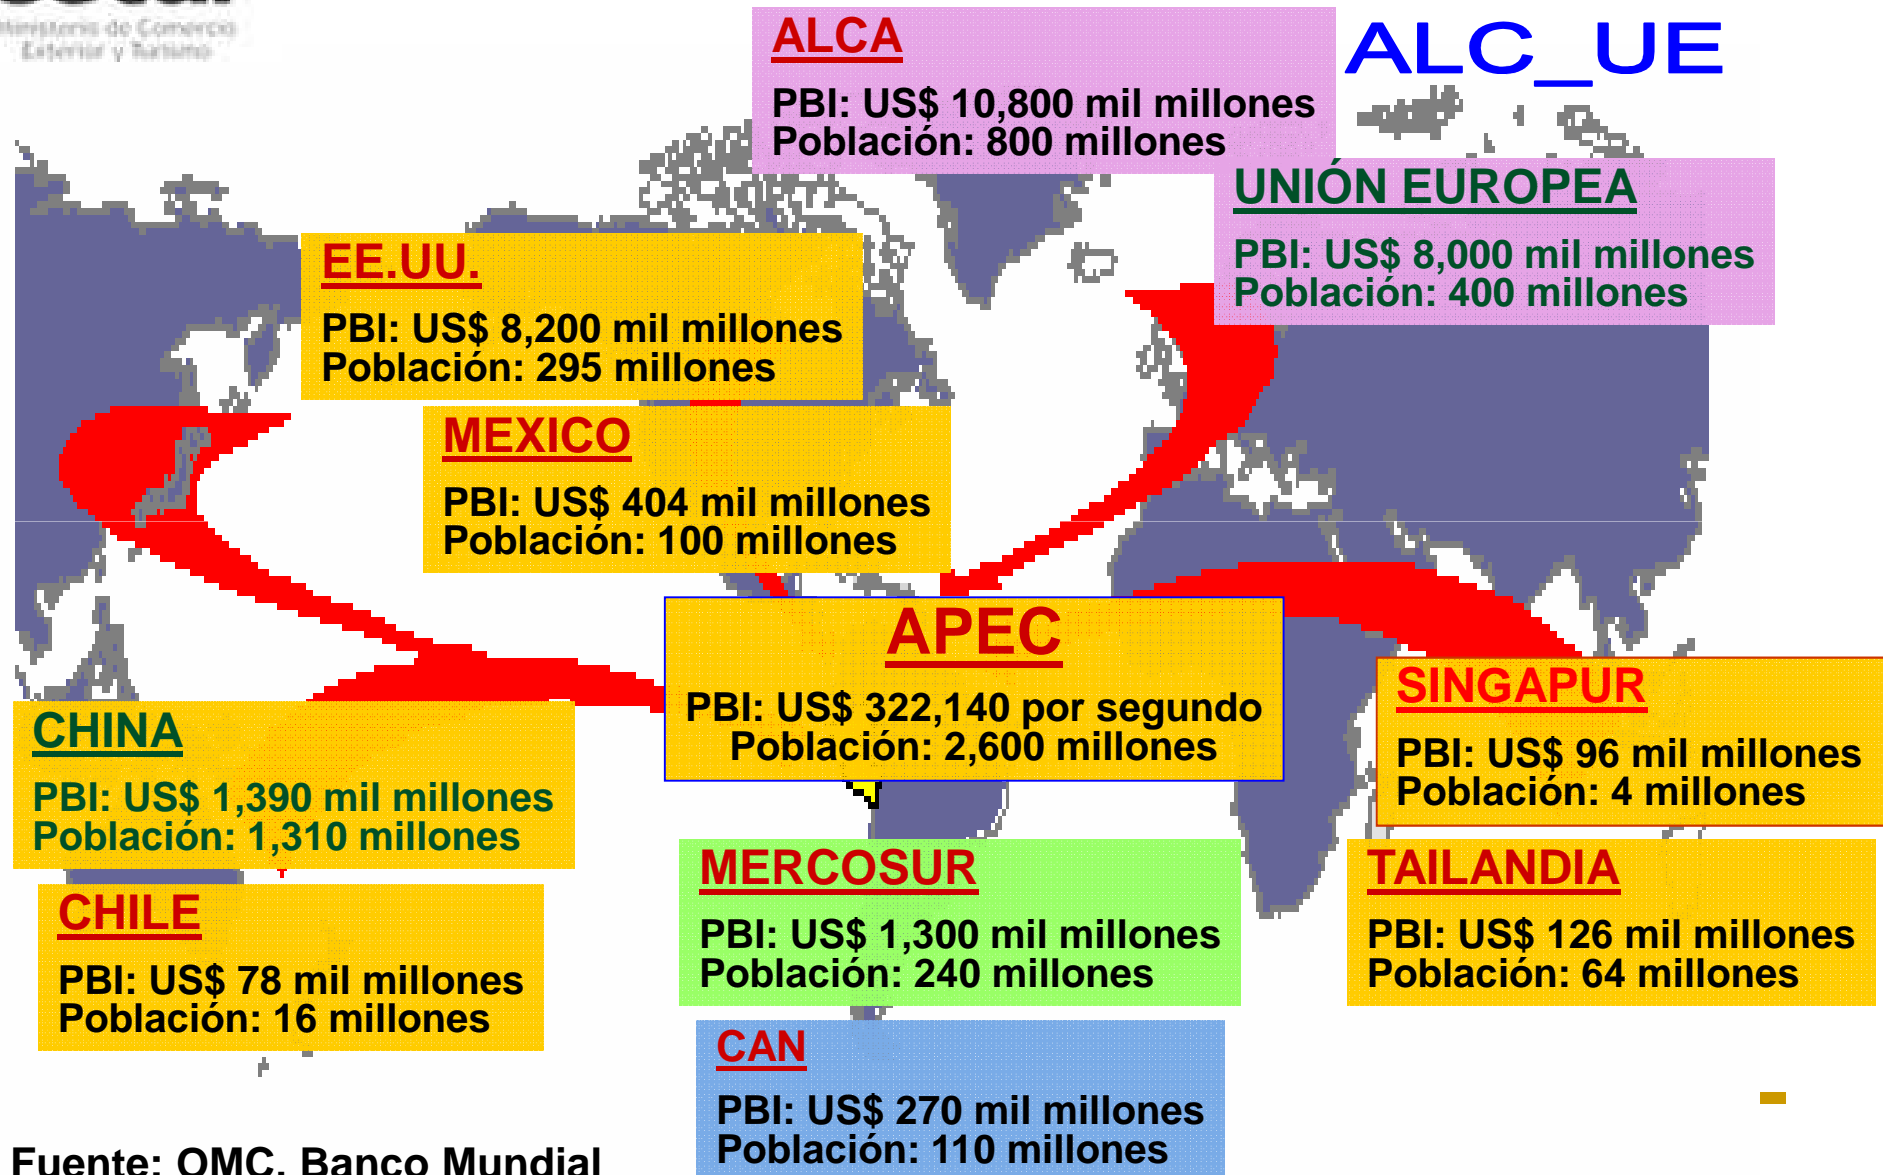 Ministerio de Comercio
Exterior y Turismo
ALCA
PBI: US$ 10,800 mil millones
Población: 800 millones
ALC_UE
UNIÓN EUROPEA
PBI: US$ 8,000 mil millones
Población: 400 millones
EE.UU.
PBI: US$ 8,200 mil millones
Población: 295 millones
MEXICO
PBI: US$ 404 mil millones
Población: 100 millones
APEC
PBI: US$ 322,140 por segundo
Población: 2,600 millones
SINGAPUR
PBI: US$ 96 mil millones
Población: 4 millones
CHINA
PBI: US$ 1,390 mil millones
Población: 1,310 millones
MERCOSUR
PBI: US$ 1,300 mil millones
Población: 240 millones
TAILANDIA
PBI: US$ 126 mil millones
Población: 64 millones
CHILE
PBI: US$ 78 mil millones
Población: 16 millones
CAN
PBI: US$ 270 mil millones
Población: 110 millones
Fuente: OMC, Banco Mundial